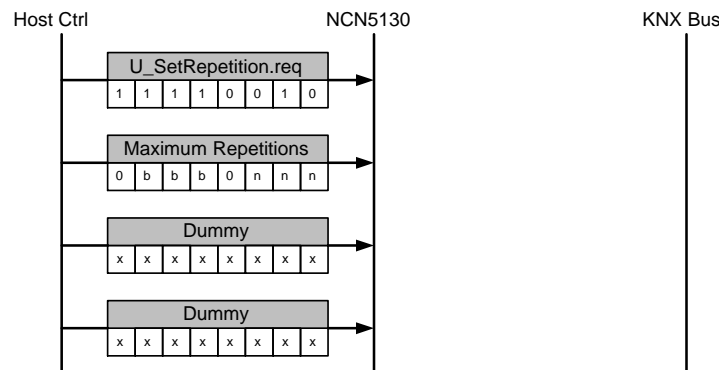 Host Ctrl NCN5130 KNX Bus
U_SetRepetition.req
1 1 1 1 0 0 1 0
Maximum Repetitions
0 b b b 0 n n n
Dummy
x x x x x x x x
Dummy
x x x x x x x x